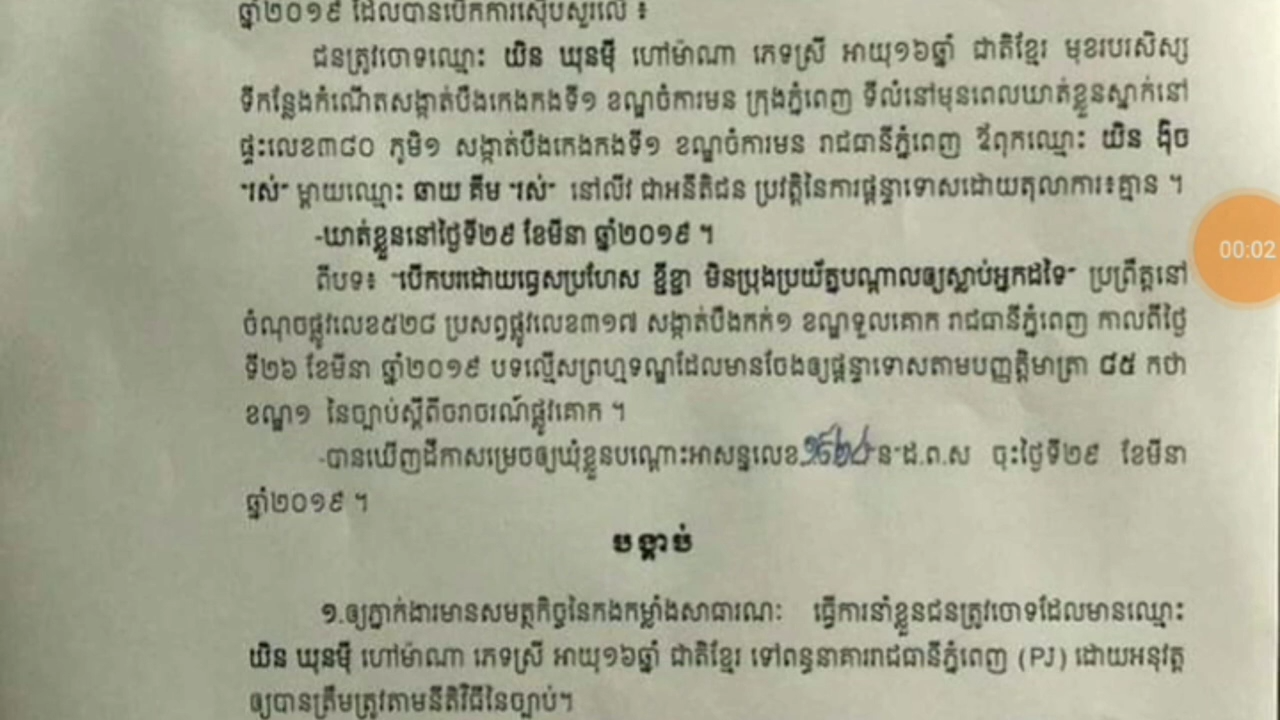 ឆ្នាំ២០១៩ ដែលបានបើកការស៊ើបសួរលើ ៖
ជនត្រូវចោទឈ្មោះ ឃិន ឃុនម៉ី ហៅម៉ាណា ភេទស្រី អាយុ១៦ឆ្នាំ ជាតិខ្មែរ មុខរបរសិស្ស
ទីកន្លែងកំណើតសង្កាត់បឹងកេងកងទី១ ខណ្ឌចំការមន ក្រុងភ្នំពេញ ទីលំនៅមុនពេលឃាត់ខ្លួនស្នាក់នៅ
ផ្ទះលេខ៣៨០ ភូមិ១ សង្កាត់បឹងកេងកងទី១ ខណ្ឌចំការមន រាជធានីភ្នំពេញ ឪពុកឈ្មោះ ឃិន អ៊ិច
"រស់" ម្តាយឈ្មោះ ឆាយ គីម "រស់" នៅលីវ ជាអនីតិជន ប្រវត្តិនៃការផ្តន្ទាទោសដោយតុលាការ៖គ្មាន ។
-ឃាត់ខ្លួននៅថ្ងៃទី២៩ ខែមីនា ឆ្នាំ២០១៩ ។
ពីបទ៖ "បើកបរដោយធ្វេសប្រហែស ខ្ជីខ្ជា មិនប្រុងប្រយ័ត្នបណ្តាលឲ្យស្លាប់អ្នកដទៃ" ប្រព្រឹត្តនៅ
ចំណុចផ្លូវលេខ៥២៨ ប្រសព្វផ្លូវលេខ៣១៧ សង្កាត់បឹងកក់១ ខណ្ឌទួលគោក រាជធានីភ្នំពេញ កាលពីថ្ងៃ
ទី២៦ ខែមីនា ឆ្នាំ២០១៩ បទល្មើសព្រហ្មទណ្ឌដែលមានចែងឲ្យផ្តន្ទាទោសតាមបញ្ញត្តិមាត្រា ៨៥ កថា
ខណ្ឌ១ នៃច្បាប់ស្តីពីចរាចរណ៍ផ្លូវគោក ។
-បានឃើញដីកាសម្រេចឲ្យឃុំខ្លួនបណ្តោះអាសន្នលេខ ន-ដ.ព.ស ចុះថ្ងៃទី២៩ ខែមីនា
ឆ្នាំ២០១៩ ។
បង្គាប់
១.ឲ្យភ្នាក់ងារមានសមត្ថកិច្ចនៃកងកម្លាំងសាធារណៈ ធ្វើការនាំខ្លួនជនត្រូវចោទដែលមានឈ្មោះ
ឃិន ឃុនម៉ី ហៅម៉ាណា ភេទស្រី អាយុ១៦ឆ្នាំ ជាតិខ្មែរ ទៅពន្ធនាគាររាជធានីភ្នំពេញ (PJ) ដោយអនុវត្ត
ឲ្យបានត្រឹមត្រូវតាមនីតិវិធីនៃច្បាប់។
00:02